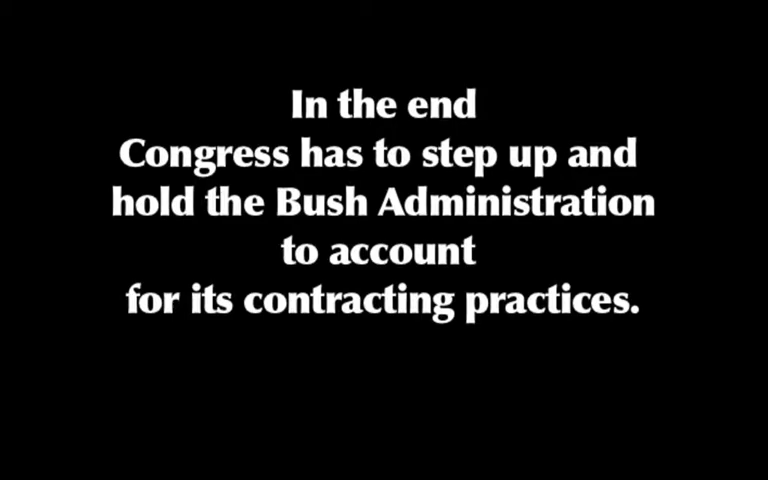 In the end
Congress has to step up and
hold the Bush Administration
to account
for its contracting practices.